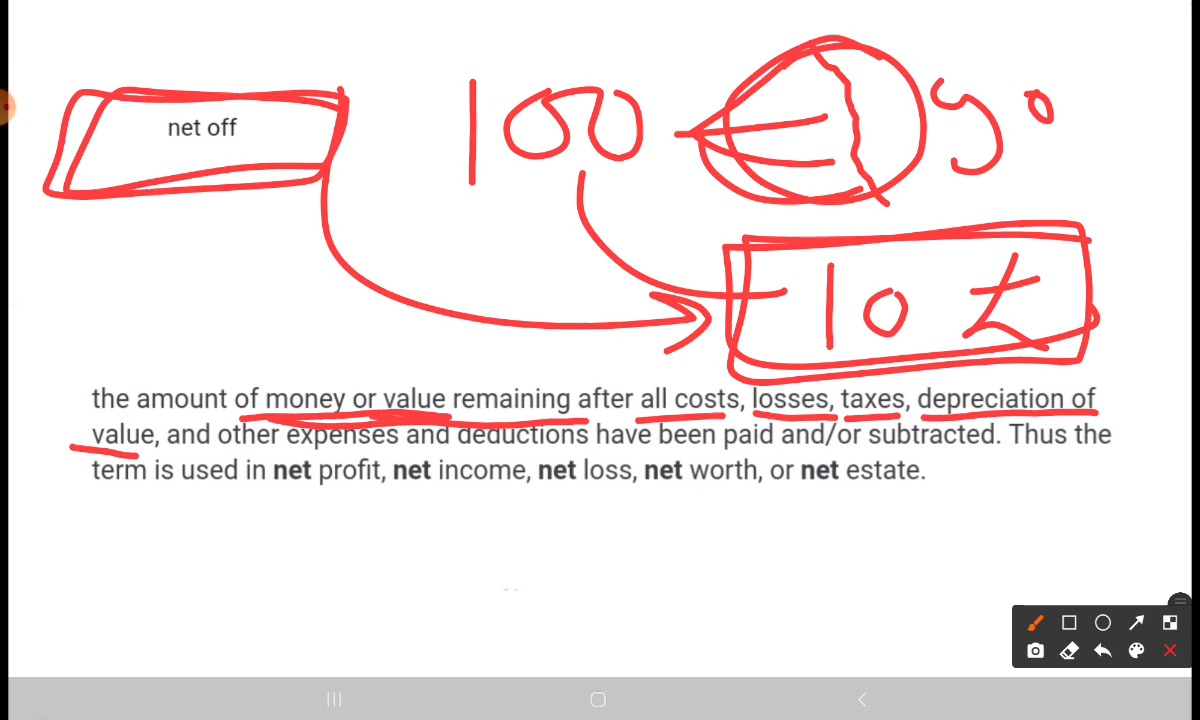 net off
100 90
10 £
the amount of money or value remaining after all costs, losses, taxes, depreciation of
value, and other expenses and deductions have been paid and/or subtracted. Thus the
term is used in net profit, net income, net loss, net worth, or net estate.